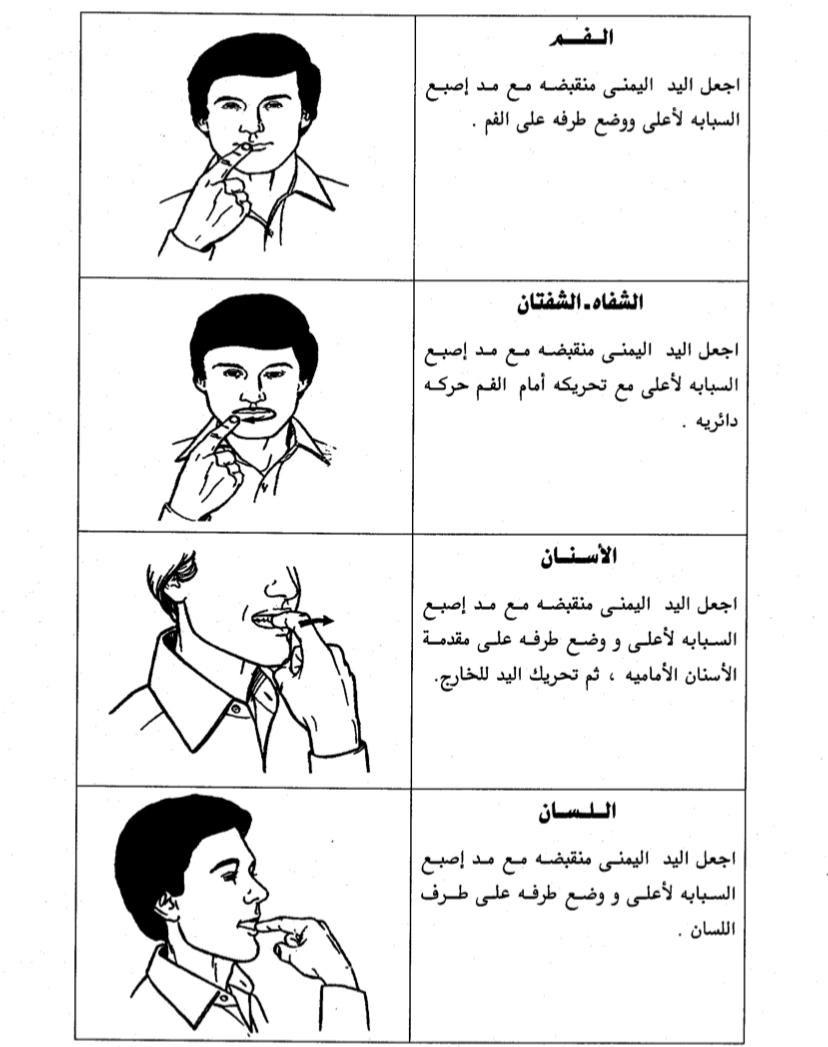 الفم
اجعل اليد اليمنى منقبضه مع مد إصبع
السبابه لأعلى ووضع طرفه على الفم .
الشفاه - الشفتان
اجعل اليد اليمنى منقبضه مع مد إصبع
السبابه لأعلى مع تحريكه أمام الفم حركه
دائريه .
الأسنان
اجعل اليد اليمنى منقبضه مع مد إصبع
السبابه لأعلى و وضع طرفه على مقدمة
الأسنان الأماميه ، ثم تحريك اليد للخارج.
اللسان
اجعل اليد اليمنى منقبضه مع مد إصبع
السبابه لأعلى و وضع طرفه على طرف
اللسان .